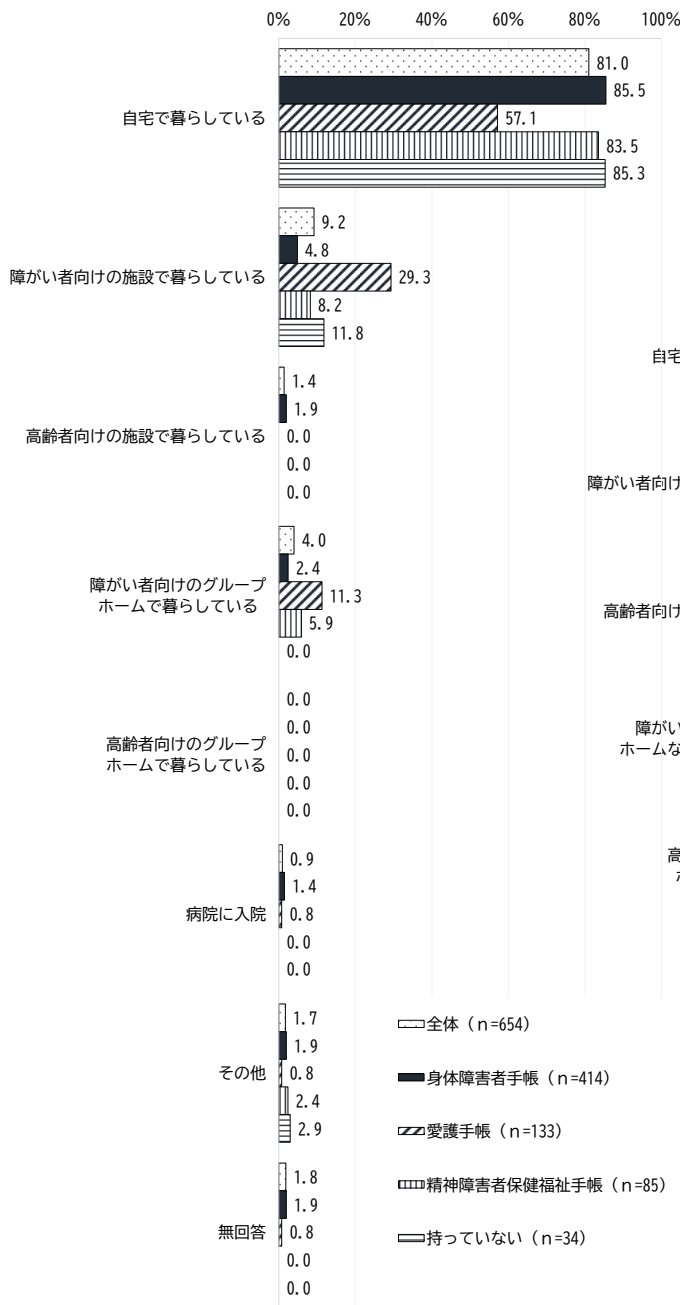 0% 20% 40% 60% 80% 100%
自宅で暮らしている
81.0
85.5
57.1
83.5
85.3
障がい者向けの施設で暮らしている
9.2
4.8
29.3
8.2
11.8
高齢者向けの施設で暮らしている
1.4
1.9
0.0
0.0
0.0
障がい者向けのグループ
ホームで暮らしている
4.0
2.4
11.3
5.9
0.0
高齢者向けのグループ
ホームで暮らしている
0.0
0.0
0.0
0.0
0.0
病院に入院
0.9
1.4
0.8
0.0
0.0
その他
1.7
1.9
0.8
2.4
2.9
無回答
1.8
1.9
0.8
0.0
0.0
全体（ｎ=654）
身体障害者手帳（ｎ=414）
愛護手帳（ｎ=133）
精神障害者保健福祉手帳（ｎ=85）
持っていない（ｎ=34）
自宅
障がい者向け
高齢者向け
障がい
ホームな
高